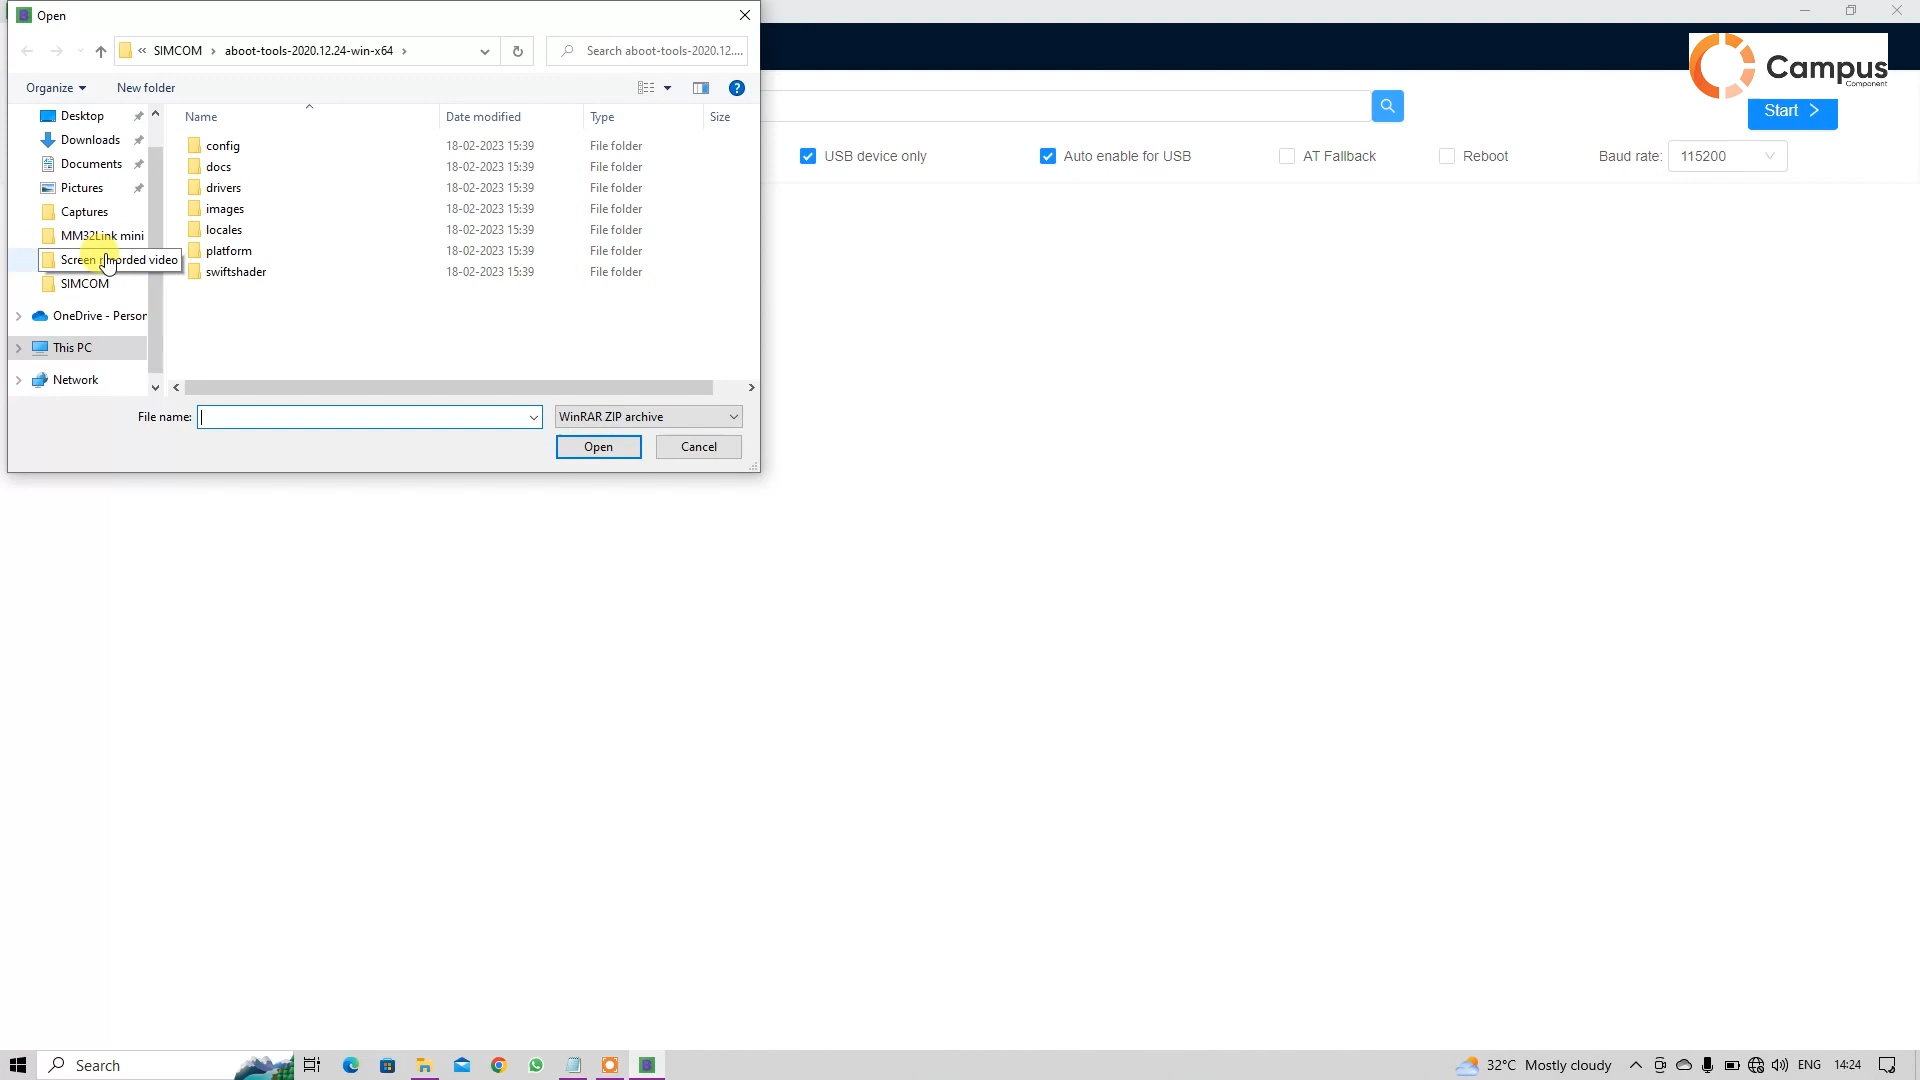 Open
« SIMCOM > aboot-tools-2020.12.24-win-x64 >
Search aboot-tools-2020.12....
Organize
New folder
Campus
Component
Start
Desktop
Downloads
Documents
Pictures
Captures
MM32Link mini
SIMCOM
OneDrive - Person
This PC
Network
Name Date modified Type Size
config 18-02-2023 15:39 File folder
docs 18-02-2023 15:39 File folder
drivers 18-02-2023 15:39 File folder
images 18-02-2023 15:39 File folder
locales 18-02-2023 15:39 File folder
platform 18-02-2023 15:39 File folder
swiftshader 18-02-2023 15:39 File folder
Screen video
File name:
WinRAR ZIP archive
Open
Cancel
USB device only
Auto enable for USB
AT Fallback
Reboot
Baud rate: 115200
Search
32°C Mostly cloudy
ENG
14:24